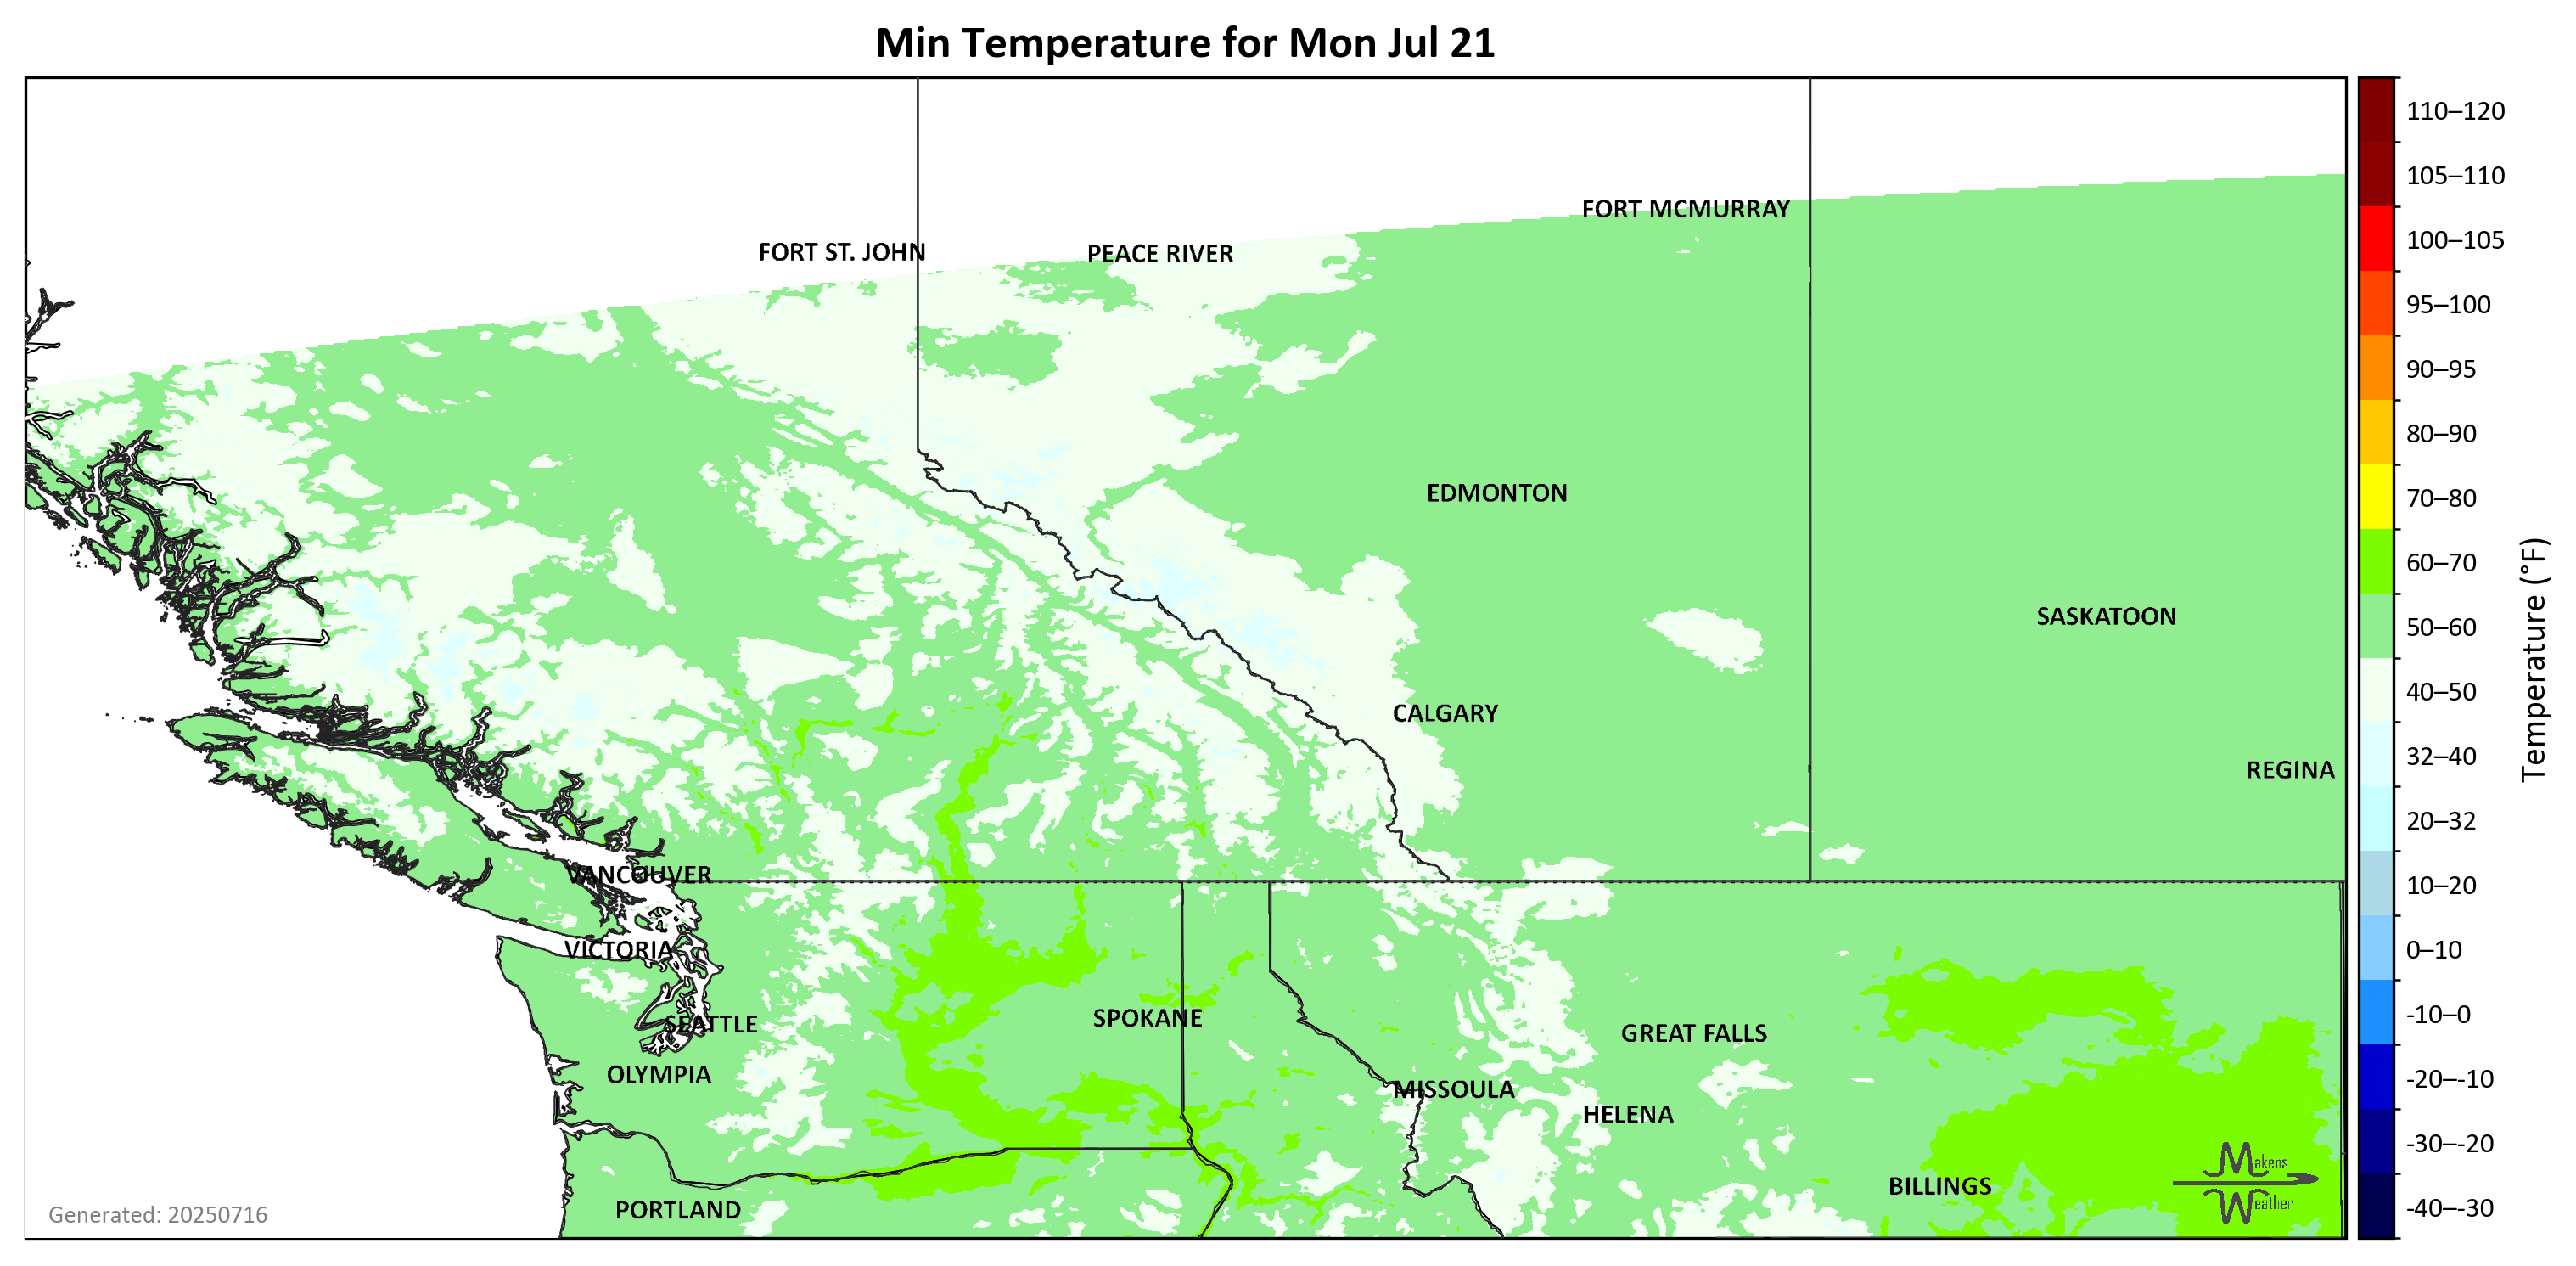 Min Temperature for Mon Jul 21
110–120
105–110
100–105
95–100
90–95
80–90
70–80
60–70
50–60
40–50
32–40
20–32
10–20
0–10
-10–0
-20–-10
-30–-20
-40–-30
Temperature (°F)
FORT MCMURRAY
FORT ST. JOHN
PEACE RIVER
EDMONTON
SASKATOON
CALGARY
REGINA
VANCOUVER
VICTORIA
SEATTLE
SPOKANE
GREAT FALLS
OLYMPIA
MISSOULA
HELENA
BILLINGS
PORTLAND
Makens
Weather
Generated: 20250716